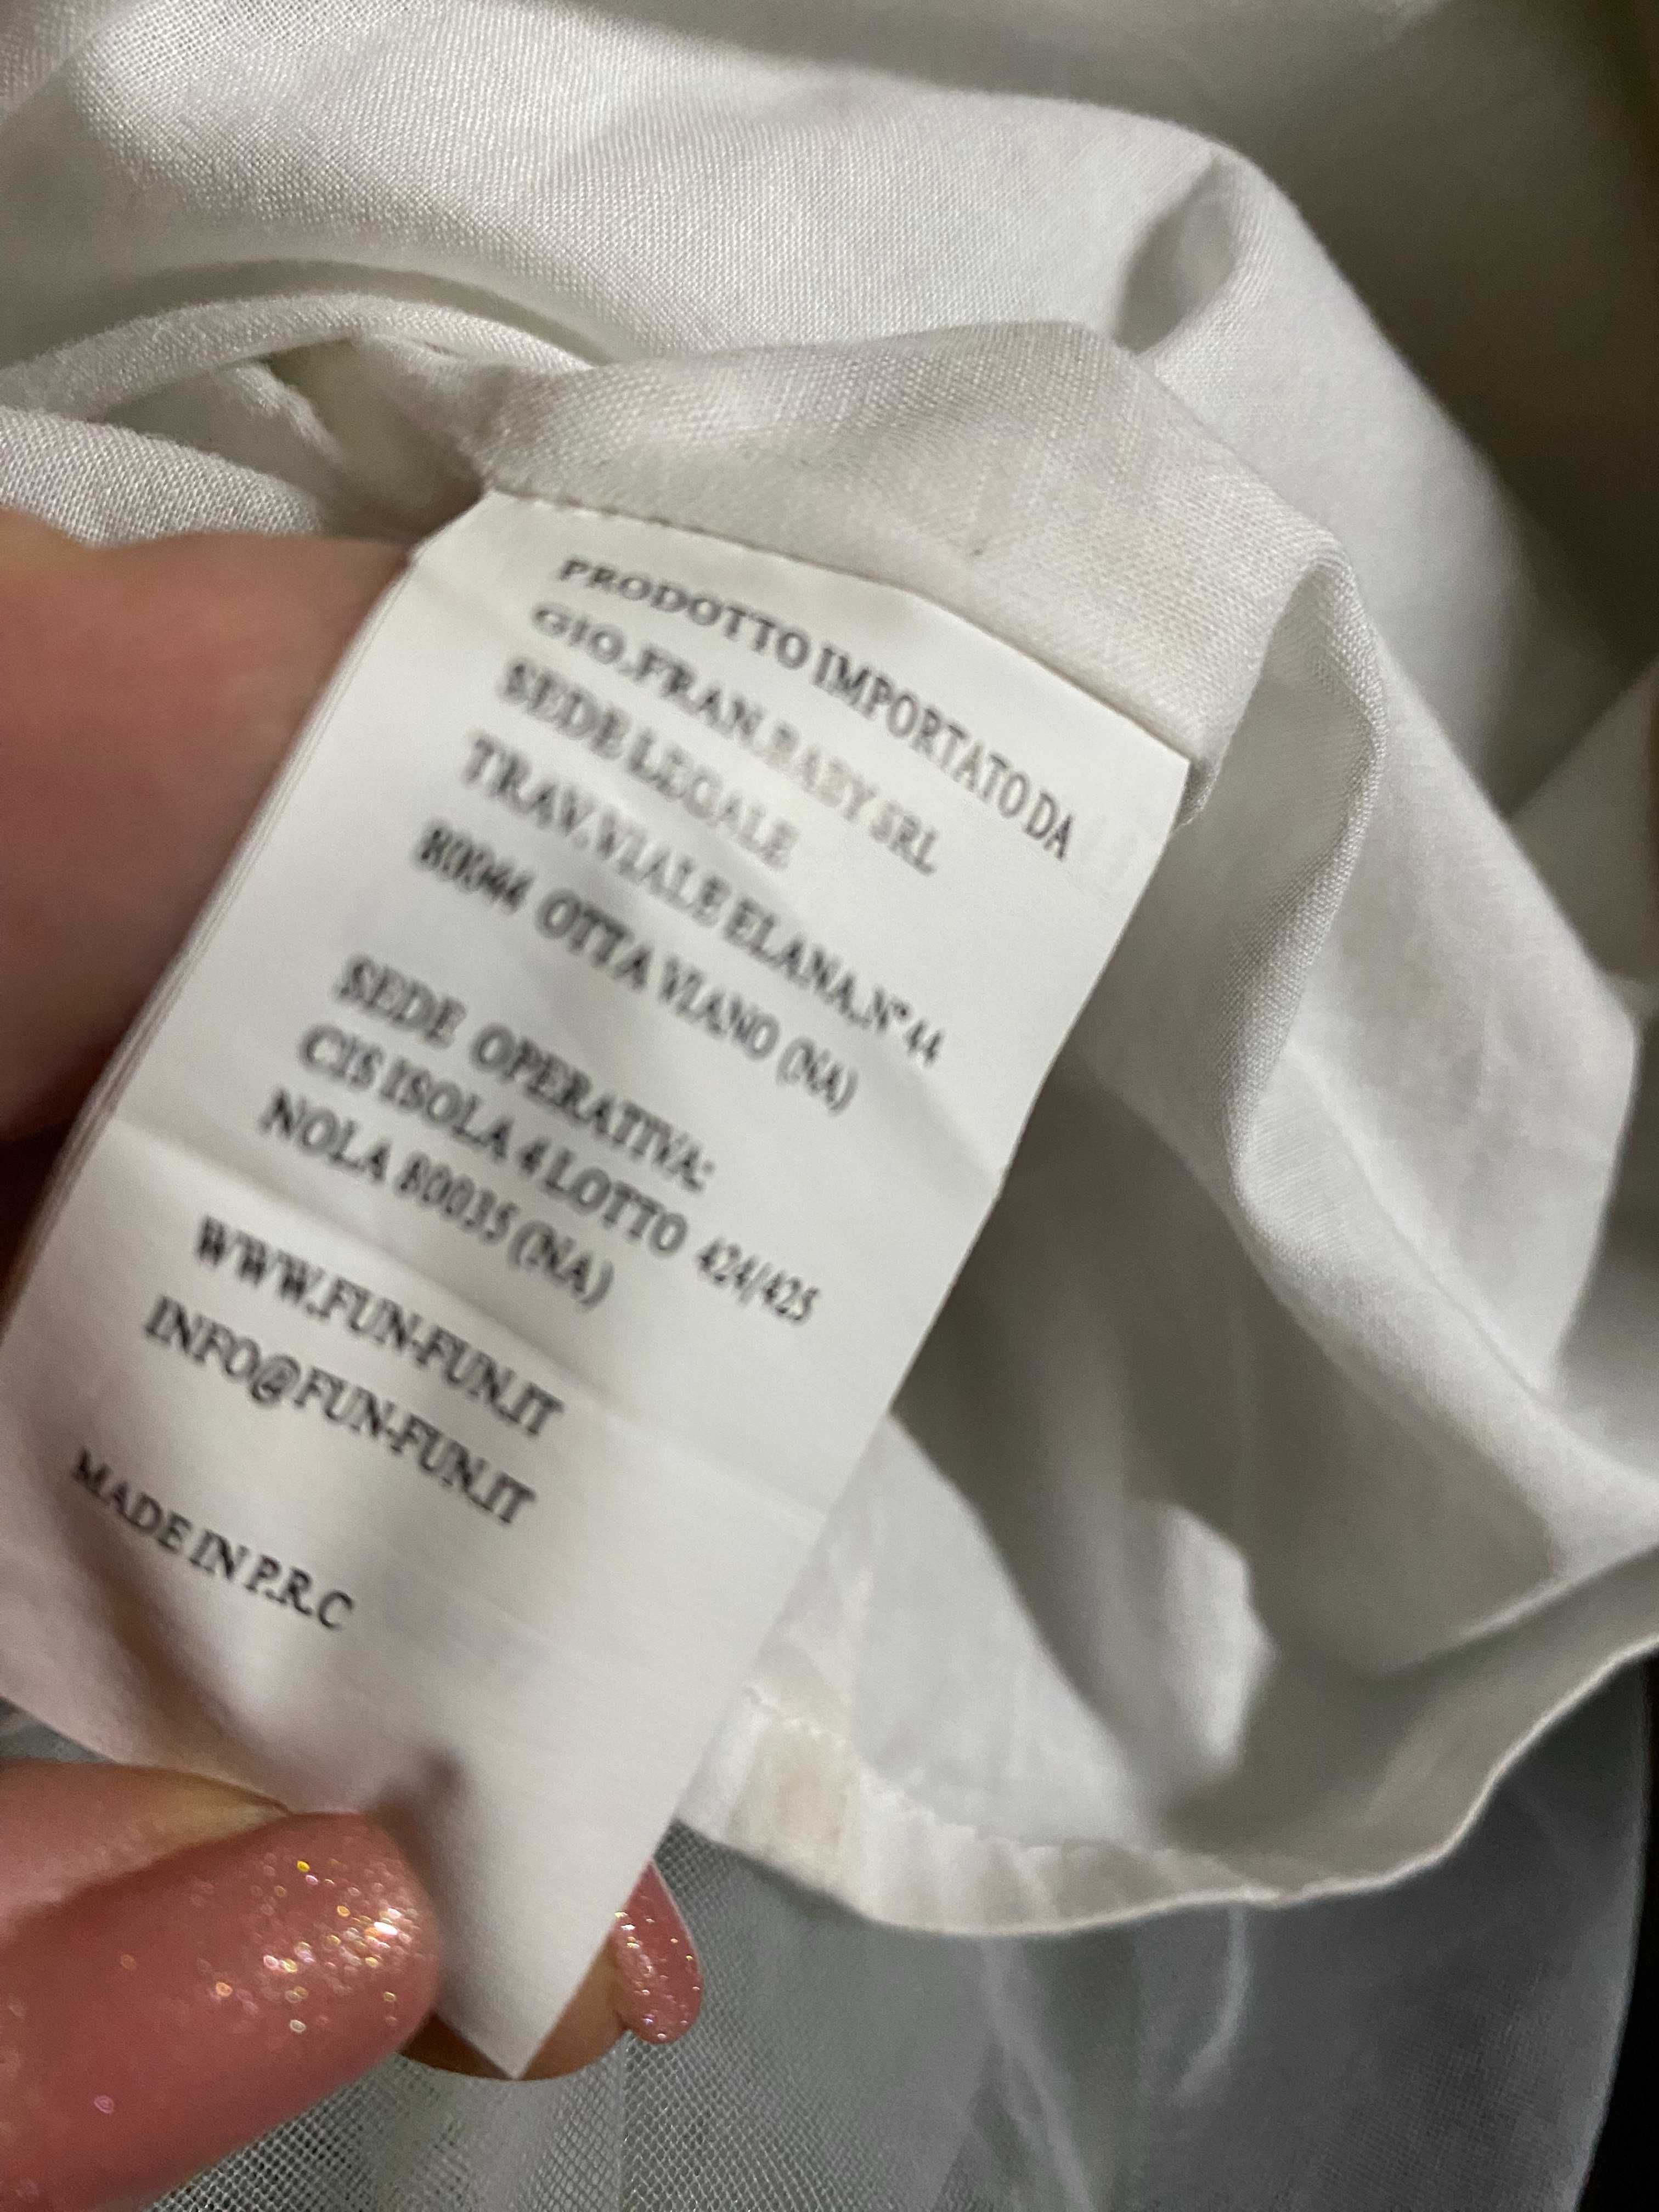 PRODOTTO IMPORTATO DA
GIO.FRAN.BABY SRL
SEDE LEGALE
TRAV.VIALE ELANA,N° 44
80044 OTTAVIANO (NA)
SEDE OPERATIVA:
CIS ISOLA 4 LOTTO 424/425
NOLA 80035 (NA)
WWW.FUN-FUN.IT
INFO@FUN-FUN.IT
MADE IN P.R.C